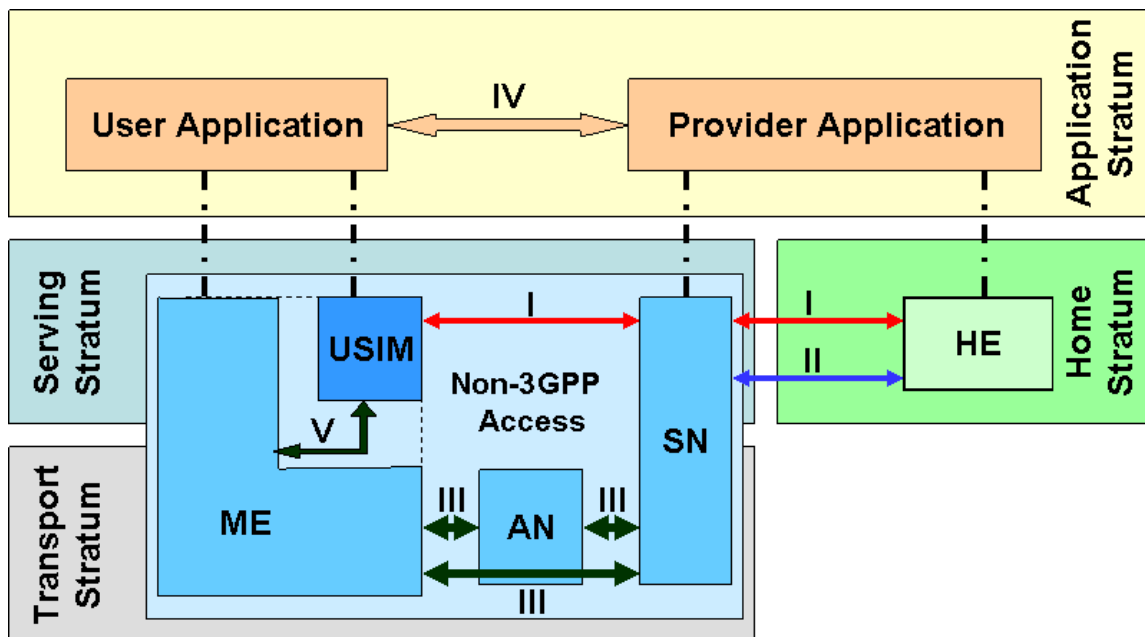 Application
Stratum
User Application
IV
Provider Application
Serving
Stratum
Home
Stratum
USIM
I
I
HE
II
Non-3GPP
Access
V
SN
Transport
Stratum
ME
III
AN
III
III